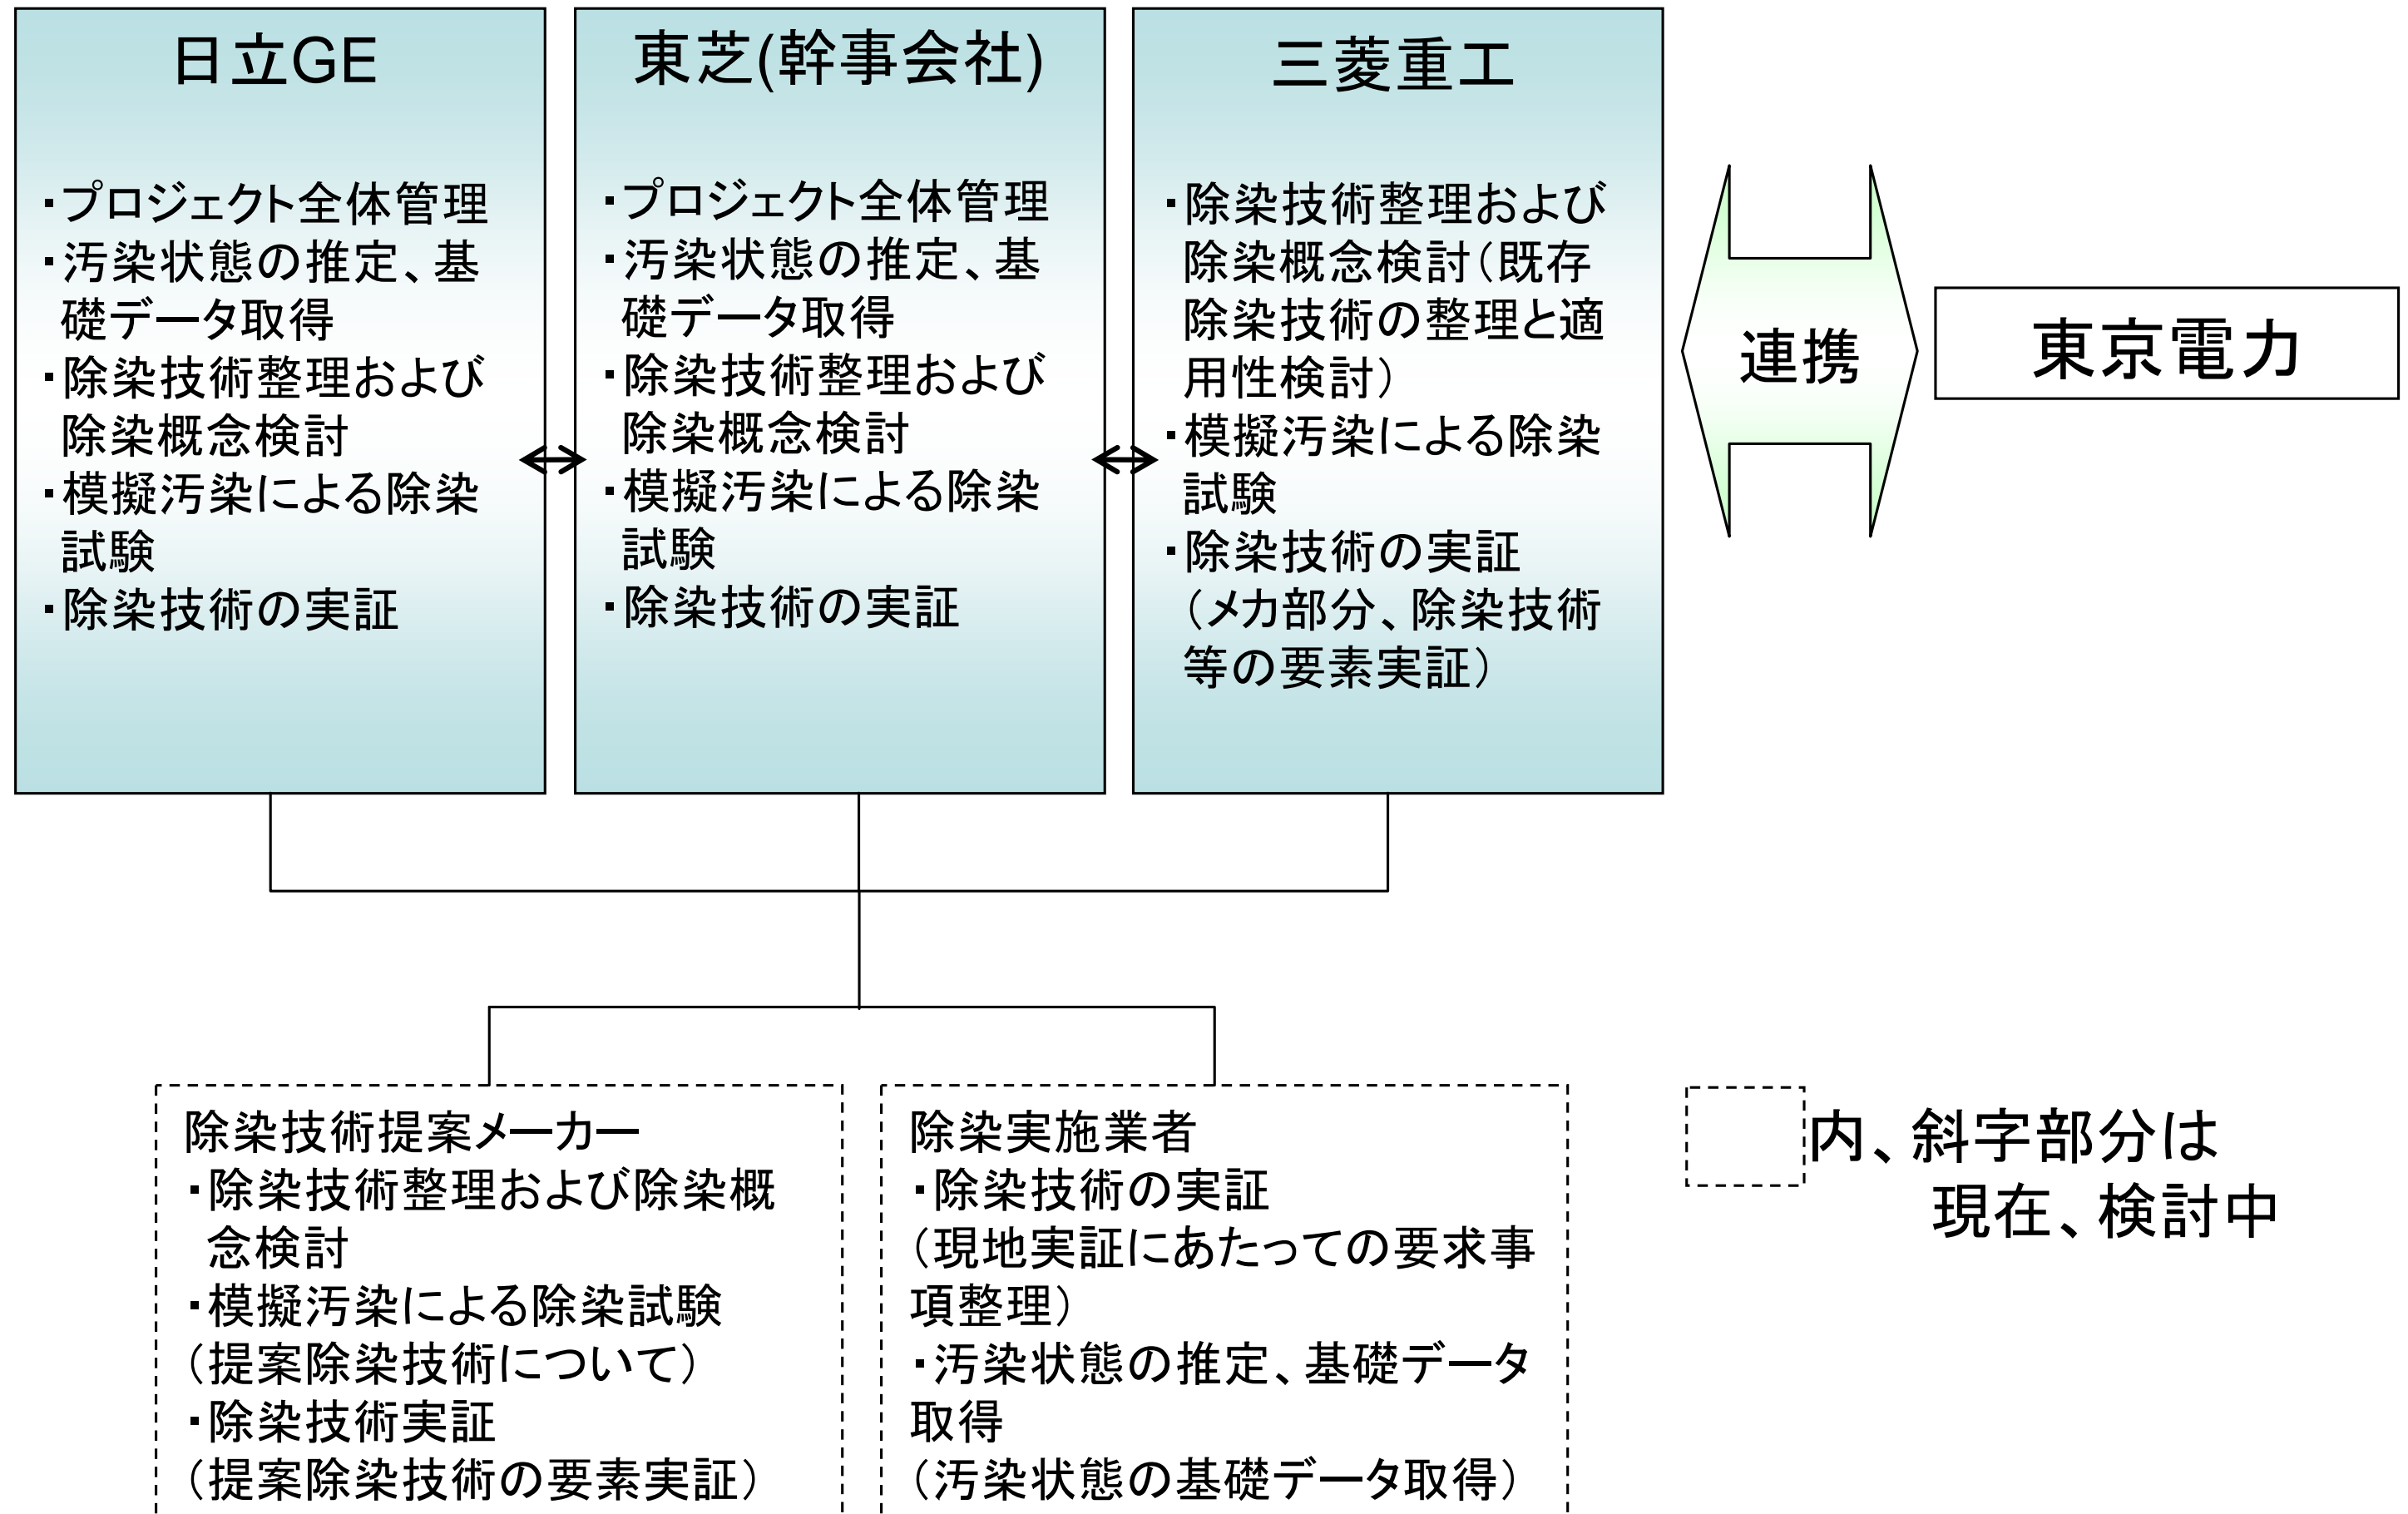 日立GE
・プロジェクト全体管理
・汚染状態の推定、基
礎データ取得
・除染技術整理および
除染概念検討
・模擬汚染による除染
試験
・除染技術の実証
東芝(幹事会社)
・プロジェクト全体管理
・汚染状態の推定、基
礎データ取得
・除染技術整理および
除染概念検討
・模擬汚染による除染
試験
・除染技術の実証
三菱重工
・除染技術整理および
除染概念検討（既存
除染技術の整理と適
用性検討）
・模擬汚染による除染
試験
・除染技術の実証
（メカ部分、除染技術
等の要素実証）
連携
東京電力
除染技術提案メーカー
・除染技術整理および除染概
念検討
・模擬汚染による除染試験
（提案除染技術について）
・除染技術実証
（提案除染技術の要素実証）
除染実施業者
・除染技術の実証
（現地実証にあたっての要求事
項整理）
・汚染状態の推定、基礎データ
取得
（汚染状態の基礎データ取得）
内、斜字部分は
現在、検討中